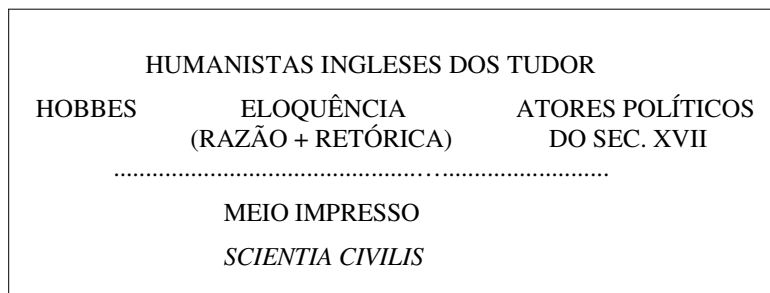 HUMANISTAS INGLESES DOS TUDOR
HOBBES ELOQUÊNCIA ATORES POLÍTICOS
(RAZÃO + RETÓRICA) DO SEC. XVII
..................................................…..........................
MEIO IMPRESSO
SCIENTIA CIVILIS